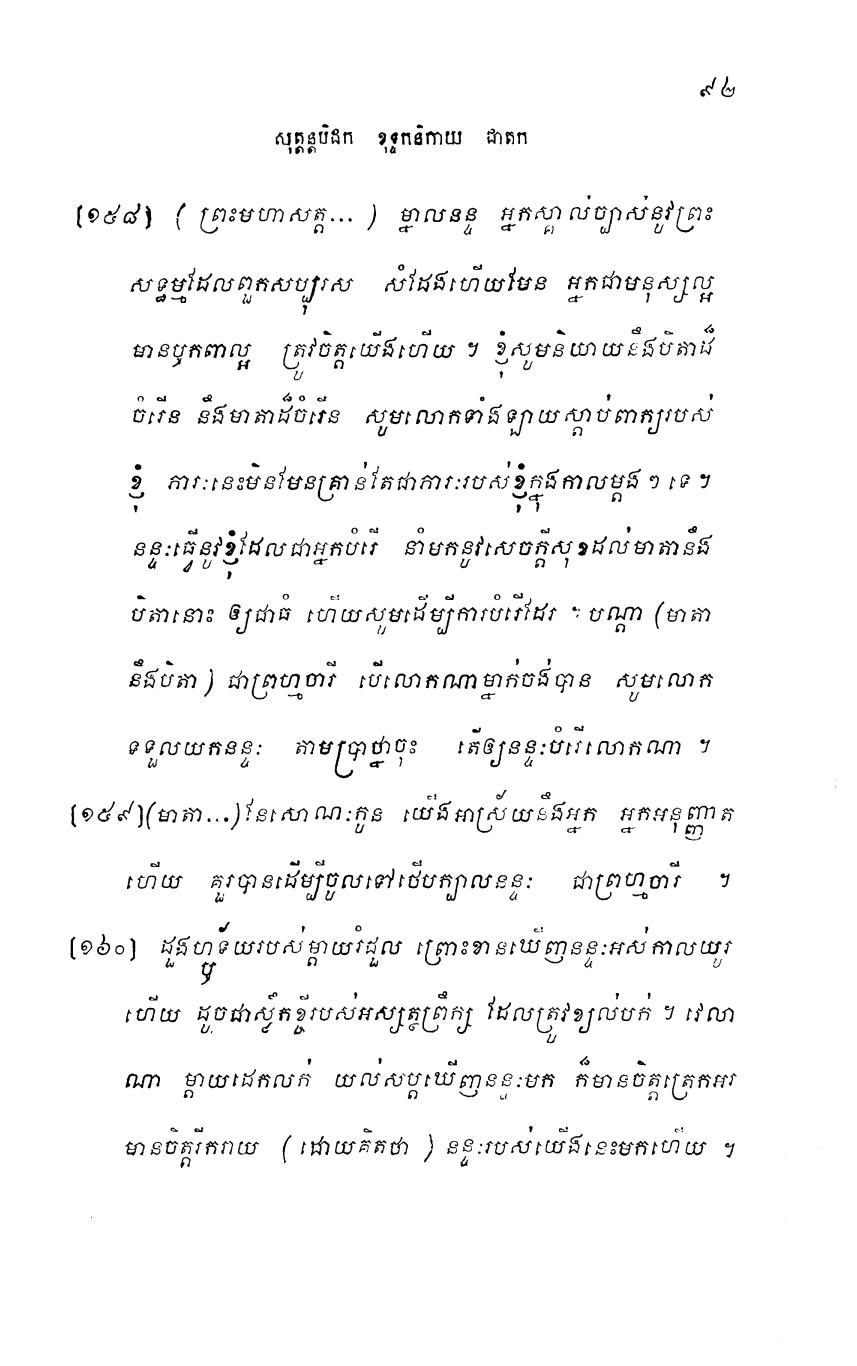 ៩៤
សុត្តន្តបិដក ខុទ្ទកនិកាយ ជាតក
[១៥៨] ( ព្រះមហាសត្ត... ) ម្នាលនន្ទ អ្នកស្គាល់ច្បាស់នូវព្រះ
សទ្ធម្មដែលពួកសប្បុរស សំដែងហើយមែន អ្នកជាមនុស្សល្អ
មានឫកពាល្អ ត្រូវចិត្តយើងហើយ ។ ខ្ញុំសូមនិយាយនឹងបិតាដ៏
ចំរើន នឹងមាតាដ៏ចំរើន សូមលោកទាំងឡាយស្តាប់ពាក្យរបស់
ខ្ញុំ ភារៈនេះមិនមែនគ្រាន់តែជាភារៈរបស់ខ្ញុំក្នុងកាលម្តងៗ ទេ ។
នន្ទៈធ្វើនូវខ្ញុំដែលជាអ្នកបំរើ នាំមកនូវសេចក្តីសុខដល់មាតានឹង
បិតានោះ ឲ្យជាធំ ហើយសូមដើម្បីការបំរើដែរ ។ បណ្តា (មាតា
នឹងបិតា ) ជាព្រហ្មចារី បើលោកណាម្នាក់ចង់បាន សូមលោក
ទទួលយកនន្ទៈ តាមប្រាថ្នាចុះ តើឲ្យនន្ទៈបំរើលោកណា ។
[១៥៩](មាតា...) នែសោណៈកូន យើងអាស្រ័យនឹងអ្នក អ្នកអនុញ្ញាត
ហើយ គួរបានដើម្បីចូលទៅថើបក្បាលនន្ទៈ ជាព្រហ្មចារី ។
[១៦០] ដួងហ្ឫទ័យរបស់ម្តាយរំជួល ព្រោះខានឃើញនន្ទៈអស់កាលយូរ
ហើយ ដូចជាស្លឹកខ្ចីរបស់អស្សត្ថព្រឹក្ស ដែលត្រូវខ្យល់បក់ ។ វេលា
ណា ម្តាយដេកលក់ យល់សប្តឃើញនន្ទៈមក ក៏មានចិត្តត្រេកអរ
មានចិត្តរីករាយ ( ដោយគិតថា ) នន្ទៈរបស់យើងនេះមកហើយ ។